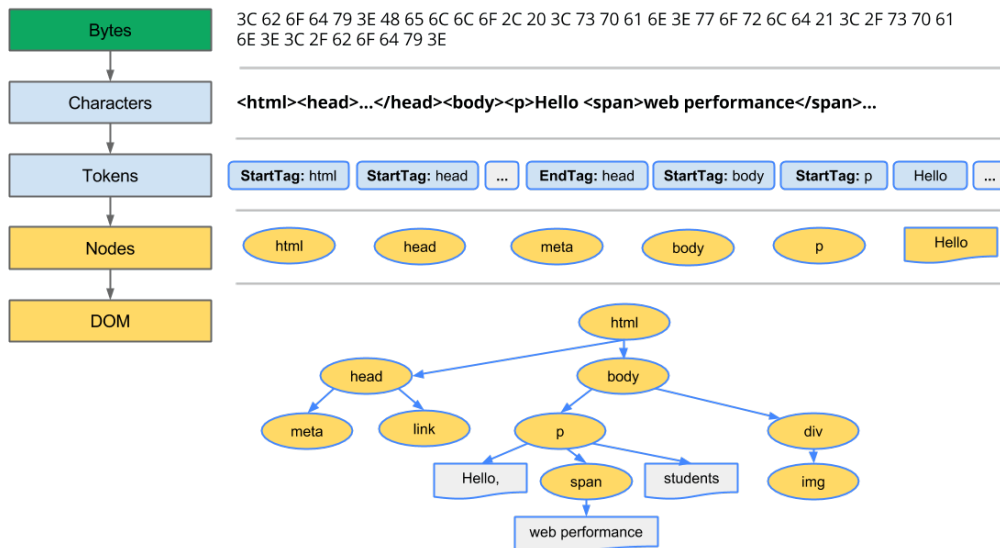 Bytes
3C 62 6F 64 79 3E 48 65 6C 6C 6F 2C 20 3C 73 70 61 6E 3E 77 6F 72 6C 64 21 3C 2F 73 70 61
6E 3E 3C 2F 62 6F 64 79 3E
Characters
<html><head>...</head><body><p>Hello <span>web performance</span>...
Tokens
StartTag: html
StartTag: head
...
EndTag: head
StartTag: body
StartTag: p
Hello
...
Nodes
html
head
meta
body
p
Hello
DOM
html
head
body
meta
link
p
div
Hello,
span
students
img
web performance